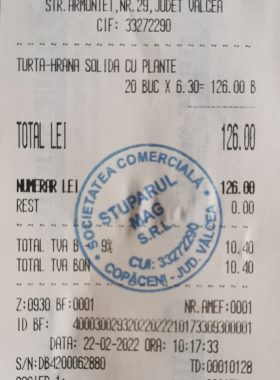 STR.ARMONIEI,NR.29,JUDET VALCEA
CIF: 33272290
TURTA-HRANA SOLIDA CU PLANTE
20 BUC X 6.30= 126.00 B
TOTAL LEI 126.00
NUMERAR LEI 126.00
REST 0.00
SOCIETATEA COMERCIALĂ
STUPARUL
MAG
S.R.L.
CUI: 33272290
COPĂCENI - JUD. VÂLCEA
TOTAL TVA B - 9% 10.40
TOTAL TVA BON 10.40
Z:0930 BF:0001 NR.AMEF:0001
ID BF: 
DATA: 22-02-2022 ORA: 10:17:33
S/N:DB4200062880 TD:00010128